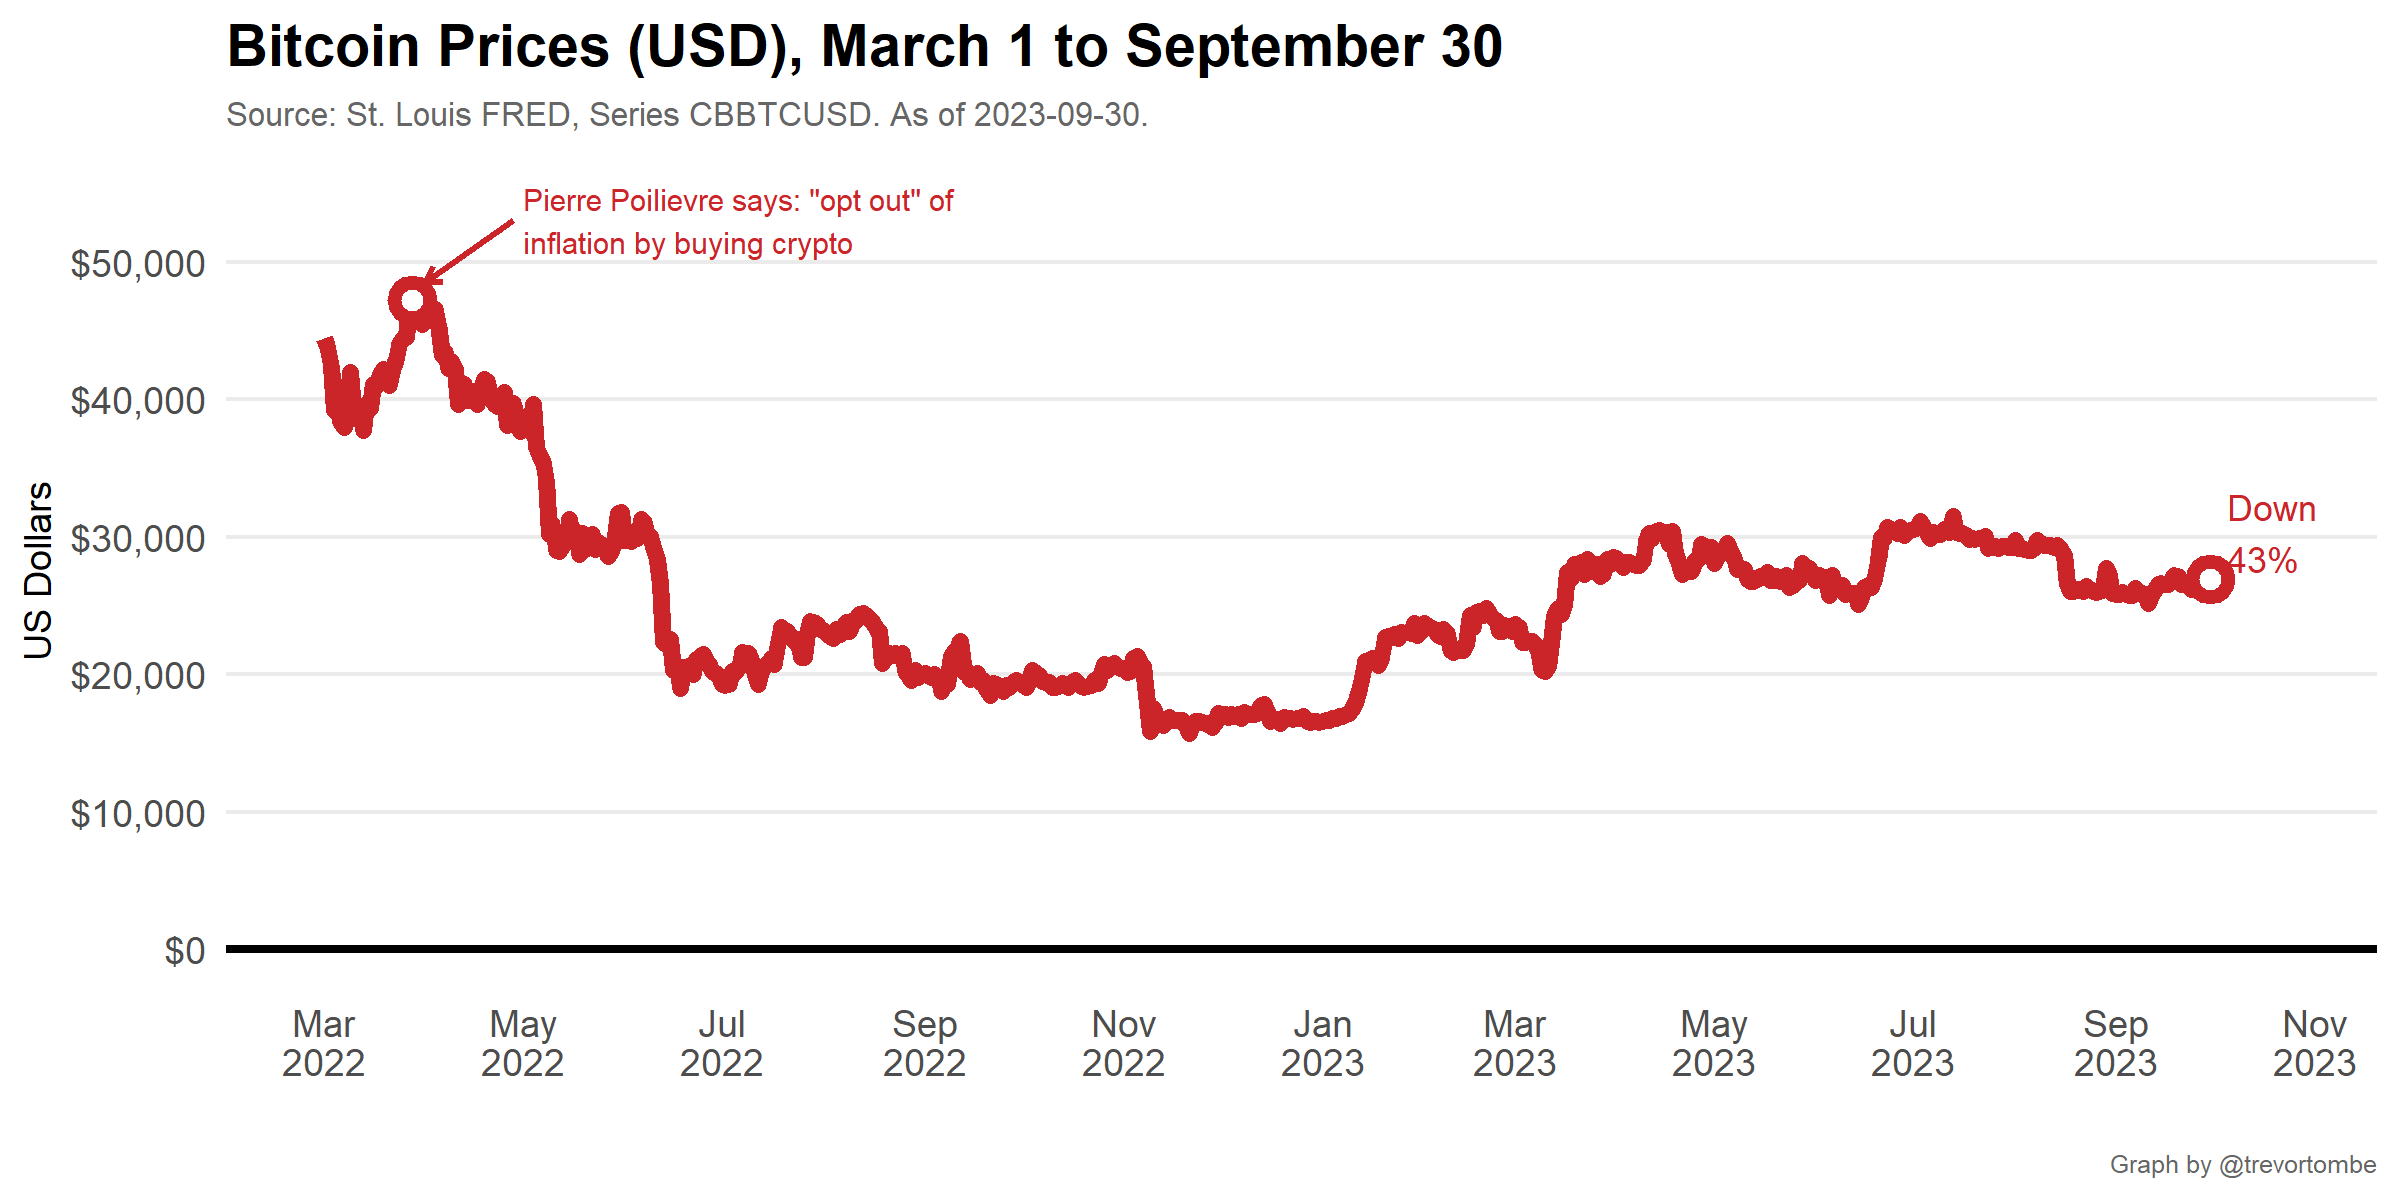 Bitcoin Prices (USD), March 1 to September 30
Source: St. Louis FRED, Series CBBTCUSD. As of 2023-09-30.
Pierre Poilievre says: "opt out" of
inflation by buying crypto
$50,000
$40,000
$30,000
$20,000
$10,000
$0
US Dollars
Down
43%
Mar
2022
May
2022
Jul
2022
Sep
2022
Nov
2022
Jan
2023
Mar
2023
May
2023
Jul
2023
Sep
2023
Nov
2023
Graph by @trevortombe